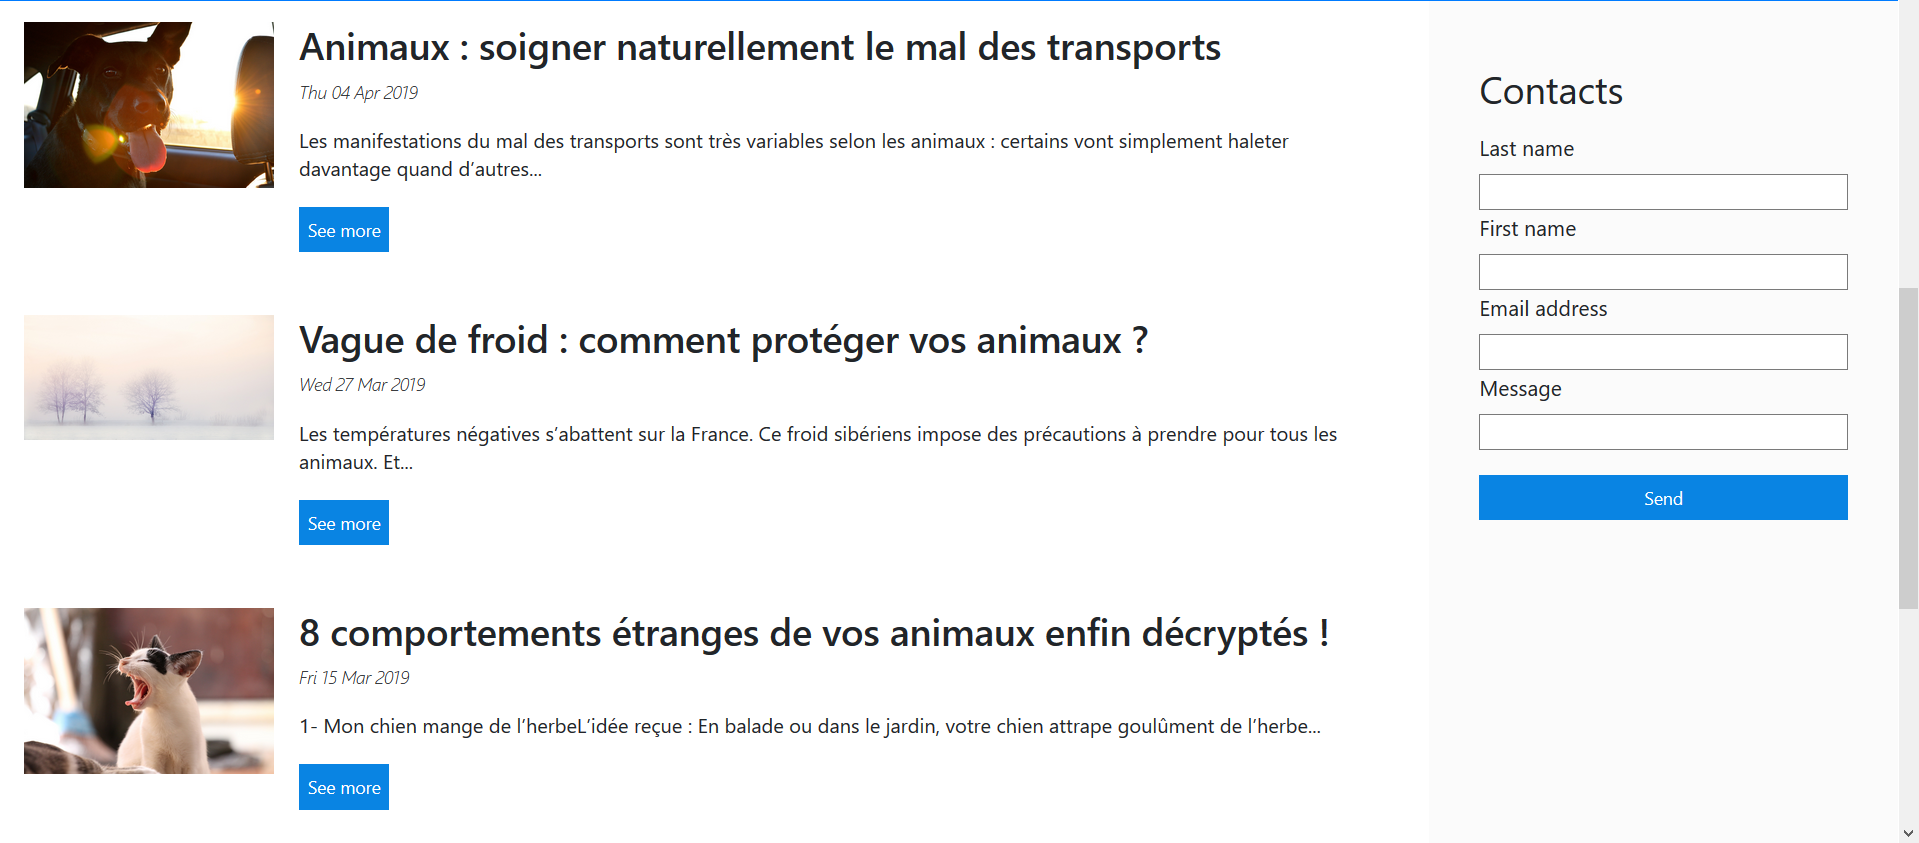 Animaux : soigner naturellement le mal des transports
Thu 04 Apr 2019
Les manifestations du mal des transports sont très variables selon les animaux : certains vont simplement haleter
davantage quand d’autres...
See more
Vague de froid : comment protéger vos animaux ?
Wed 27 Mar 2019
Les températures négatives s’abattent sur la France. Ce froid sibériens impose des précautions à prendre pour tous les
animaux. Et...
See more
8 comportements étranges de vos animaux enfin décryptés !
Fri 15 Mar 2019
1- Mon chien mange de l’herbeL’idée reçue : En balade ou dans le jardin, votre chien attrape goulûment de l’herbe...
See more
Contacts
Last name
First name
Email address
Message
Send